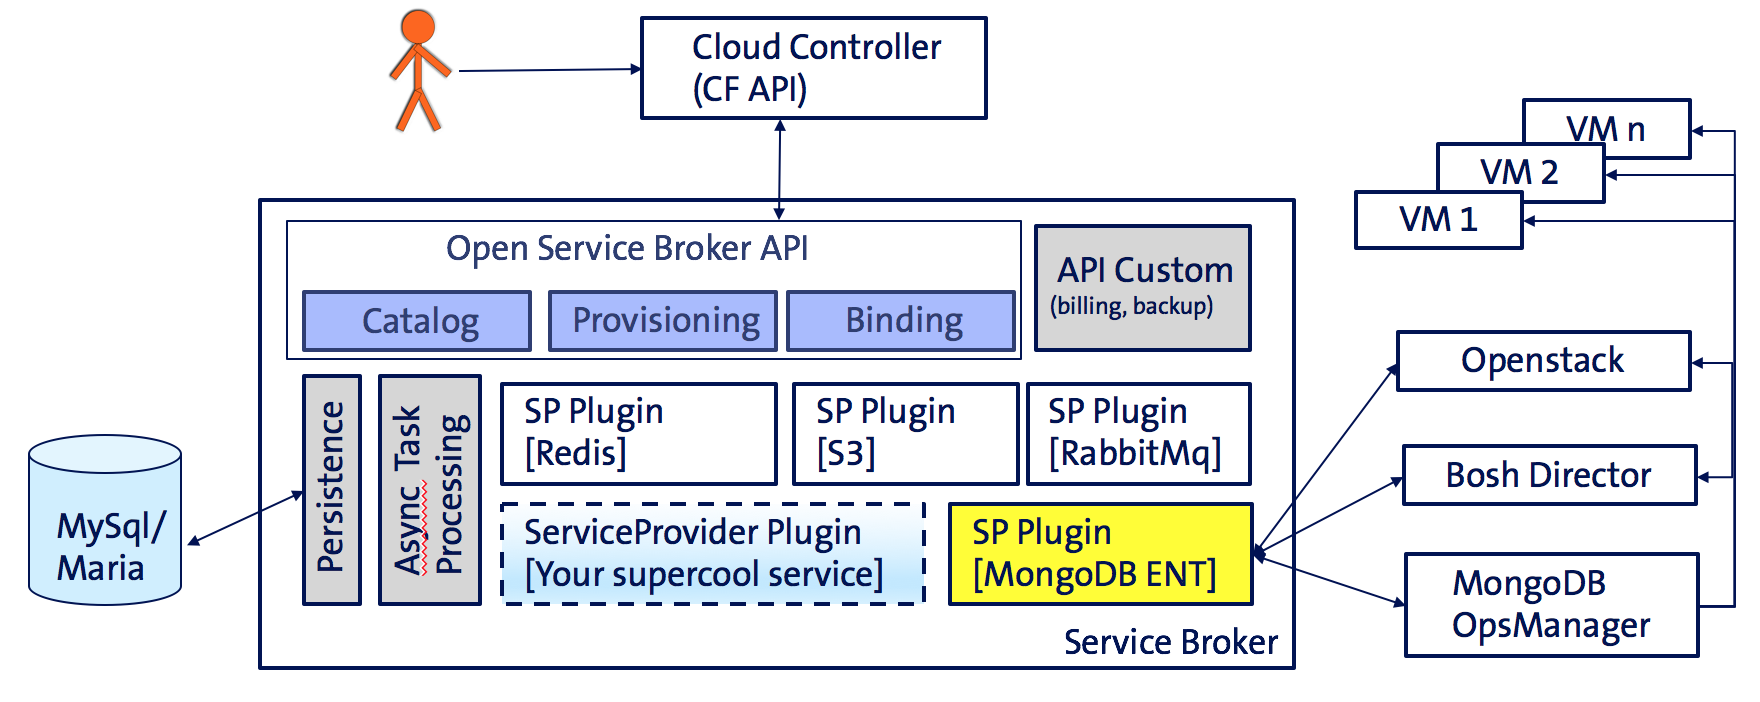 Cloud Controller
(CF API)
VM n
VM 2
VM 1
Open Service Broker API
API Custom
(billing, backup)
Catalog
Provisioning
Binding
Openstack
Persistence
Async Task
Processing
SP Plugin
[Redis]
SP Plugin
[S3]
SP Plugin
[RabbitMq]
Bosh Director
MySql/
Maria
ServiceProvider Plugin
[Your supercool service]
SP Plugin
[MongoDB ENT]
MongoDB
OpsManager
Service Broker